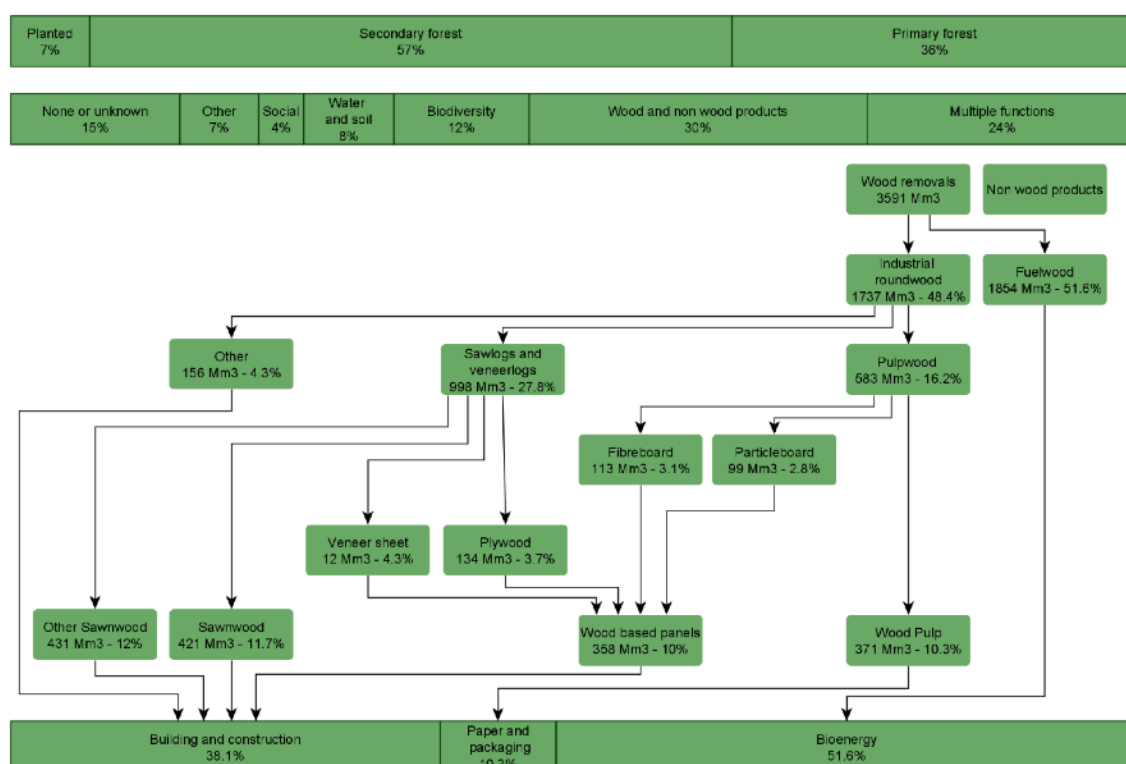 Planted
7%
Secondary forest
57%
Primary forest
36%
None or unknown
15%
Other
7%
Social
4%
Water
and soil
8%
Biodiversity
12%
Wood and non wood products
30%
Multiple functions
24%
Wood removals
3591 Mm3
Non wood products
Industrial
roundwood
1737 Mm3 - 48.4%
Fuelwood
1854 Mm3 - 51.6%
Other
156 Mm3 - 4.3%
Sawlogs and
veneerlogs
998 Mm3 - 27.8%
Pulpwood
583 Mm3 - 16.2%
Fibreboard
113 Mm3 - 3.1%
Particleboard
99 Mm3 - 2.8%
Veneer sheet
12 Mm3 - 4.3%
Plywood
134 Mm3 - 3.7%
Other Sawnwood
431 Mm3 - 12%
Sawnwood
421 Mm3 - 11.7%
Wood based panels
358 Mm3 - 10%
Wood Pulp
371 Mm3 - 10.3%
Building and construction
38.1%
Paper and
packaging
10.3%
Bioenergy
51.6%